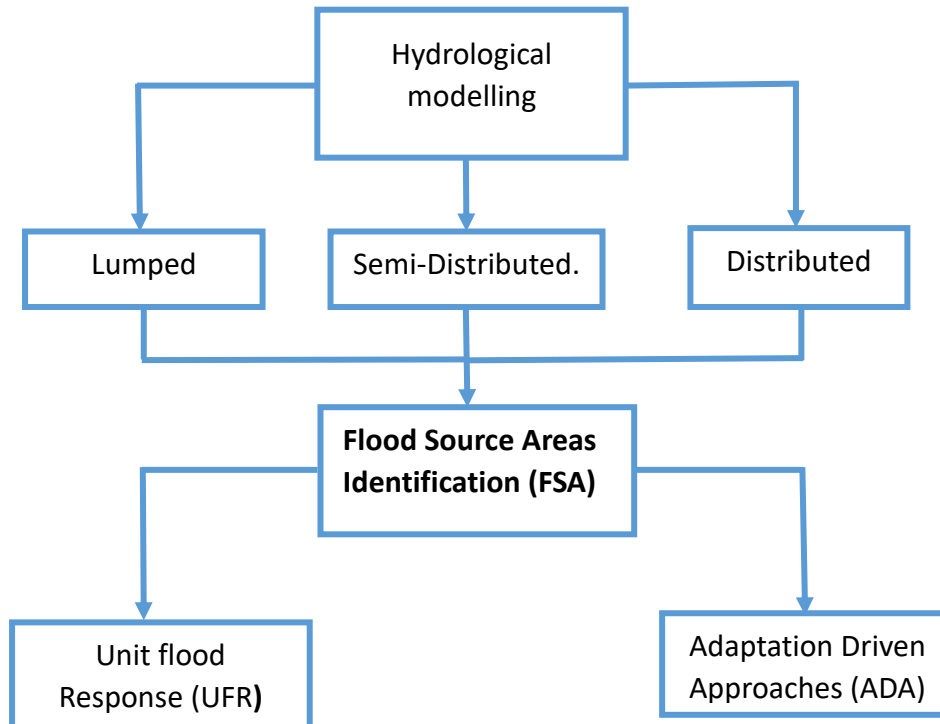 Hydrological
modelling
Lumped
Semi-Distributed.
Distributed
Flood Source Areas
Identification (FSA)
Unit flood
Response (UFR)
Adaptation Driven
Approaches (ADA)